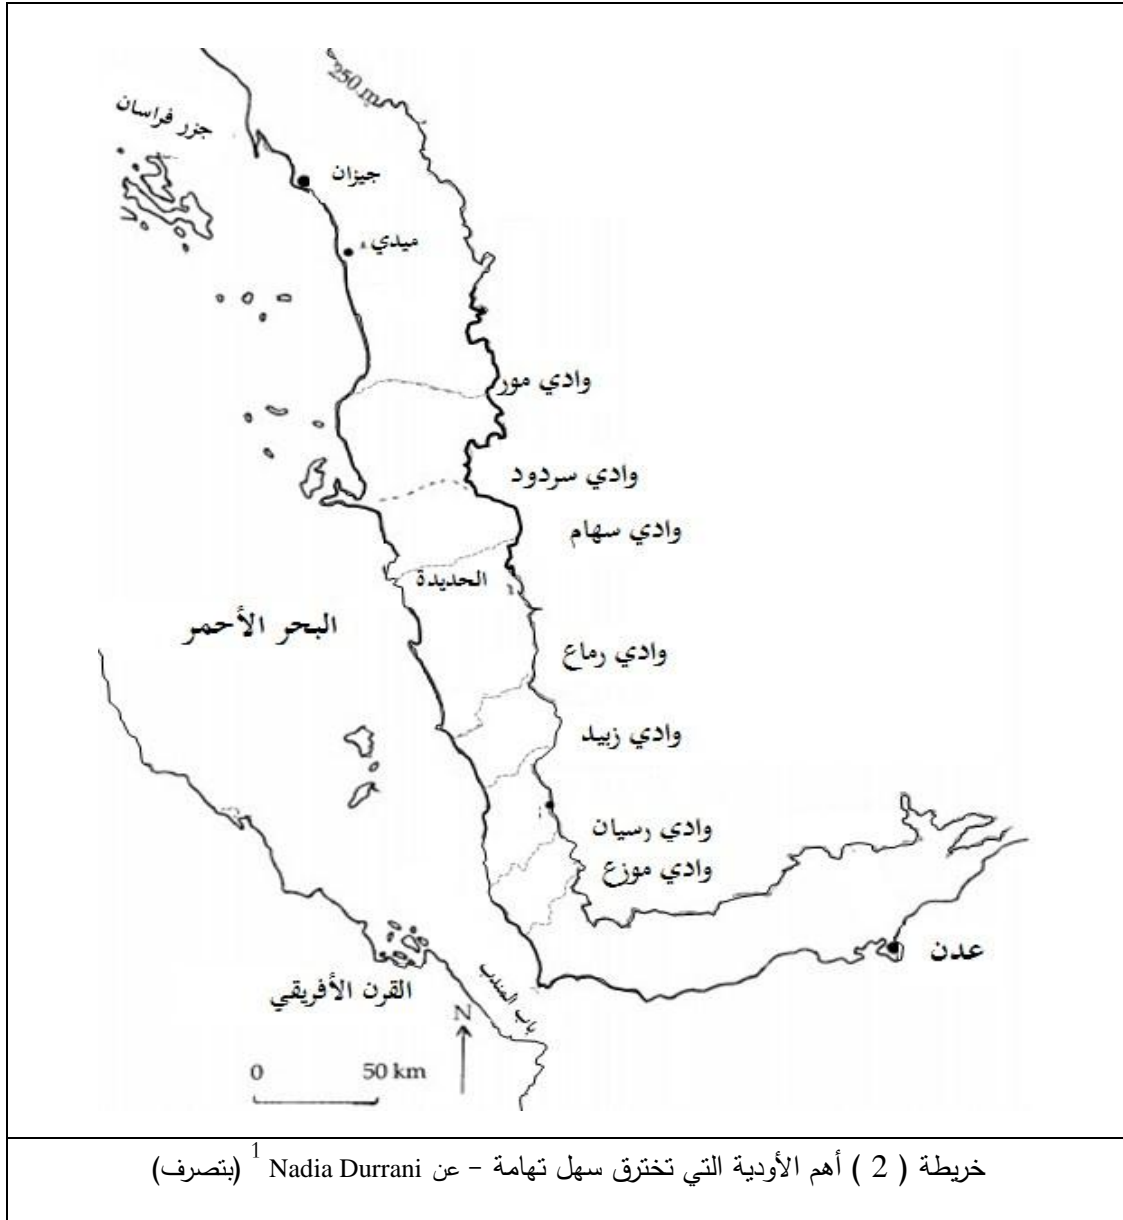 250 m
جزر فراسان
جيزان
ميدي
وادي مور
وادي سردود
وادي سهام
الحديدة
البحر الأحمر
وادي رماع
وادي زبيد
وادي رسيان
وادي موزع
عدن
القرن الأفريقي
باب المندب
N
0 50 km
خريطة ( 2 ) أهم الأودية التي تخترق سهل تهامة - عن Nadia Durrani 1 (بتصرف)